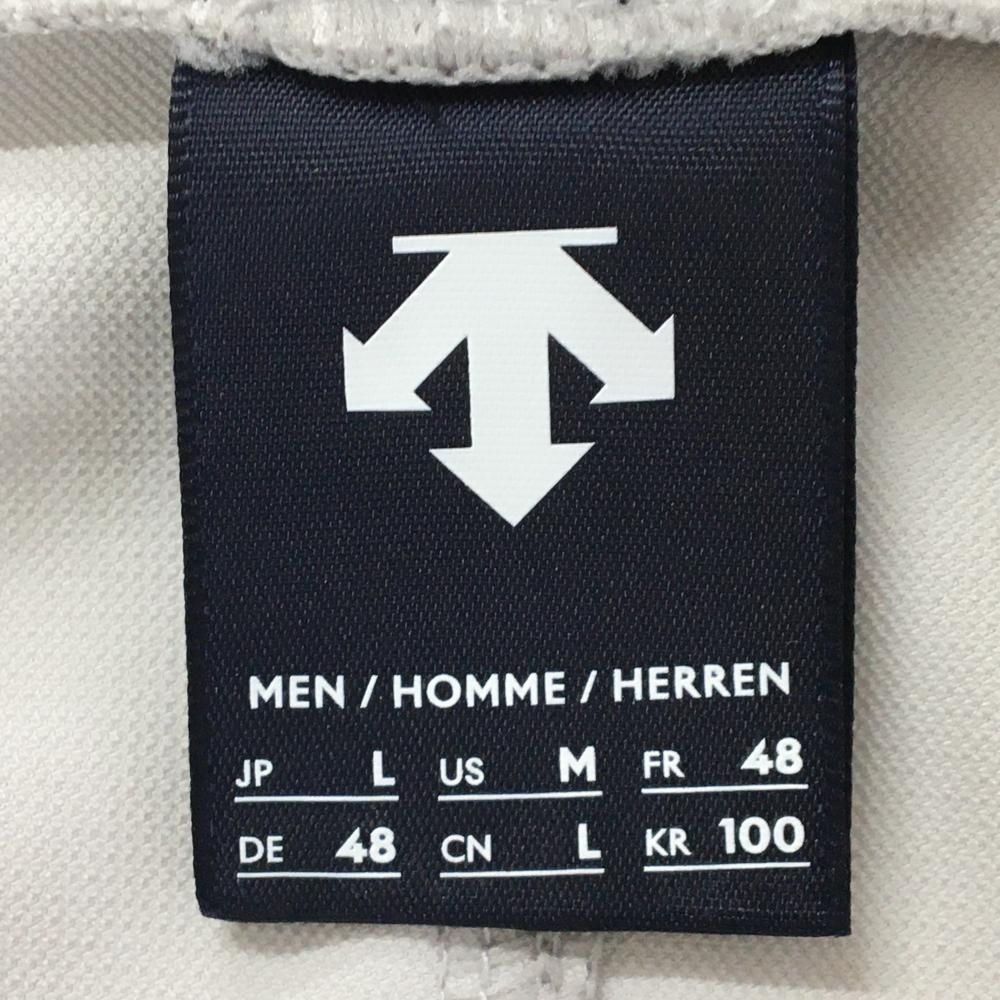 MEN / HOMME / HERREN
JP L US M FR 48
DE 48 CN L KR 100